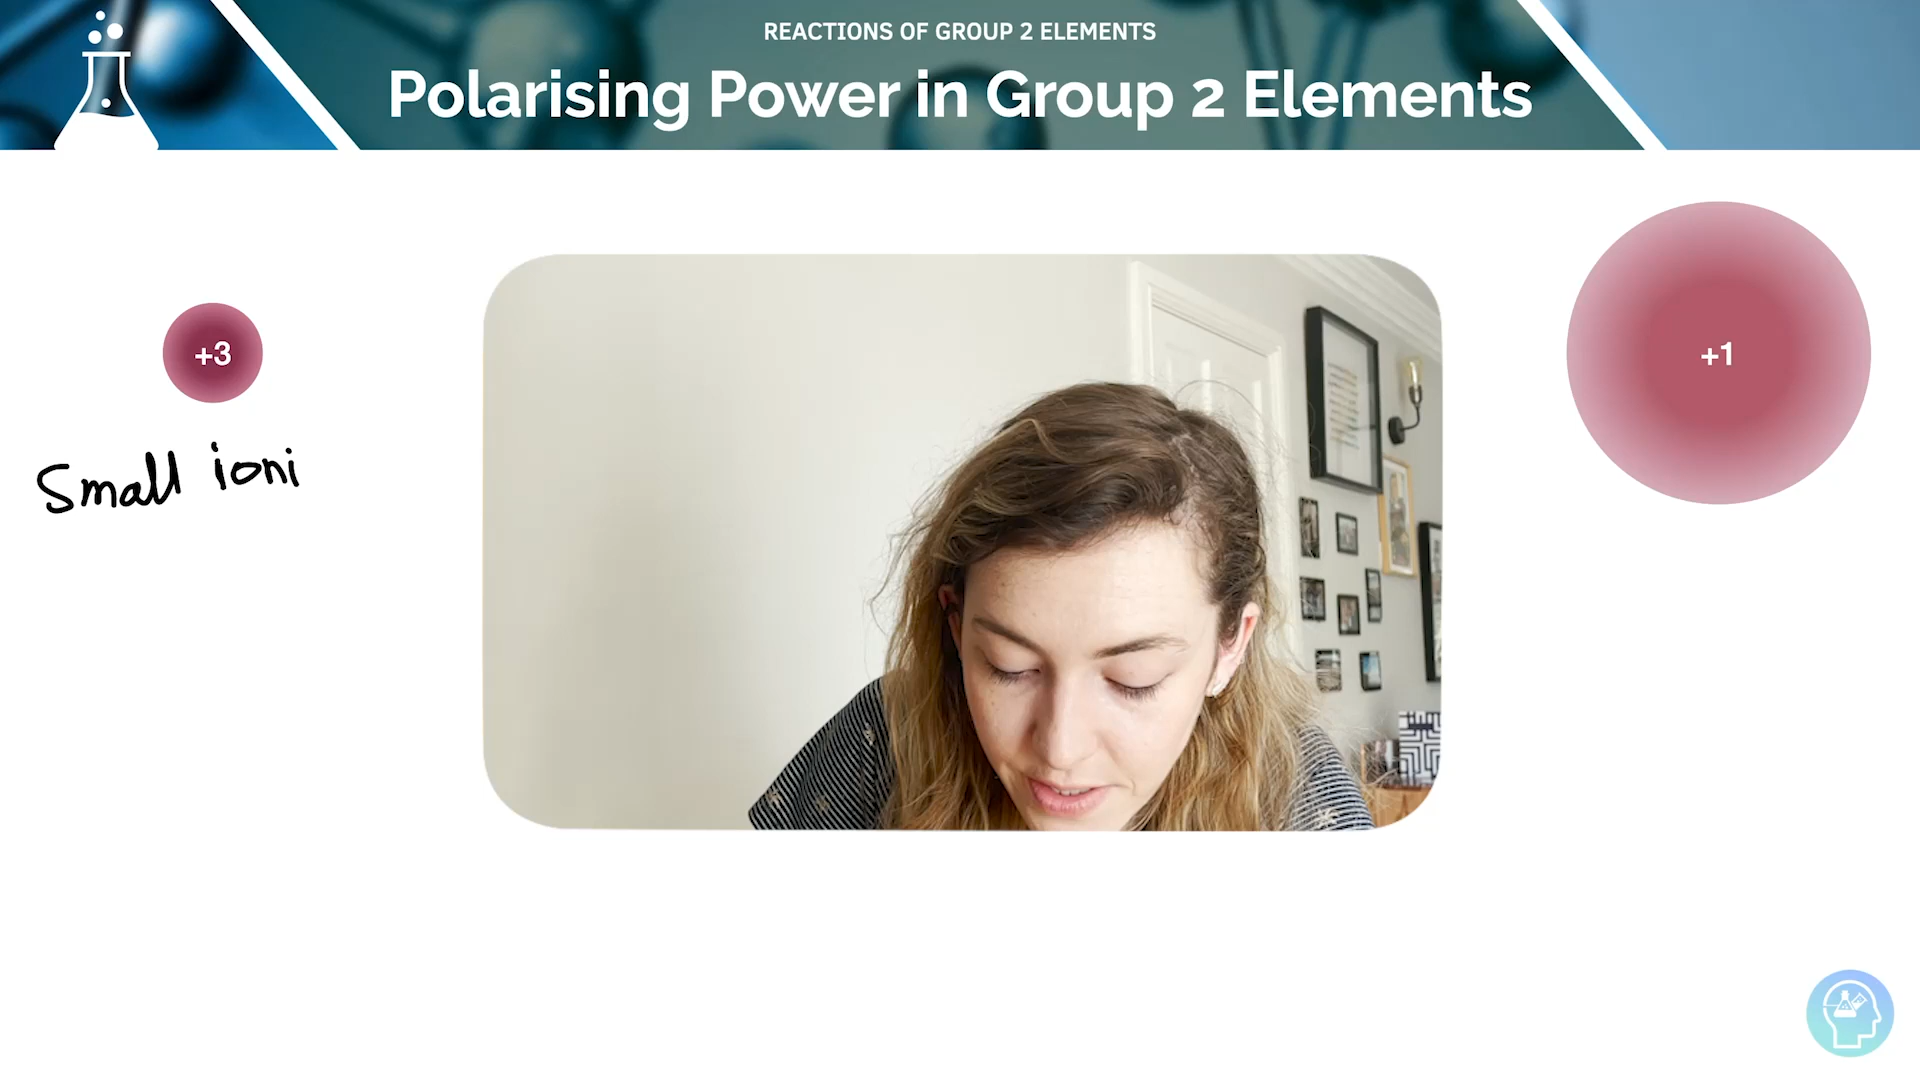 REACTIONS OF GROUP 2 ELEMENTS
Polarising Power in Group 2 Elements
+3
+1
Small ioni